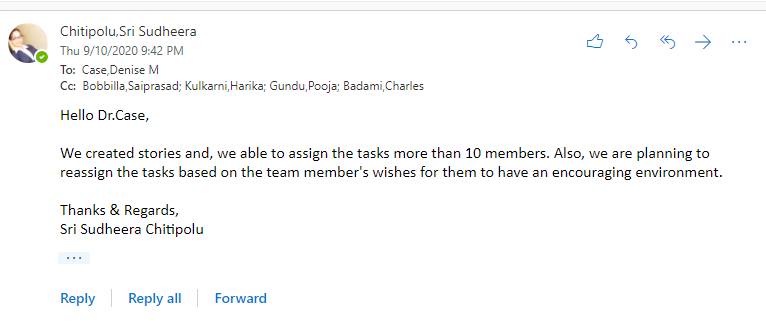 Chitipolu,Sri Sudheera
Thu 9/10/2020 9:42 PM
To: Case,Denise M
Cc: Bobbilla,Saiprasad; Kulkarni,Harika; Gundu,Pooja; Badami,Charles
Hello Dr.Case,
We created stories and, we able to assign the tasks more than 10 members. Also, we are planning to
reassign the tasks based on the team member's wishes for them to have an encouraging environment.
Thanks & Regards,
Sri Sudheera Chitipolu
...
Reply Reply all Forward